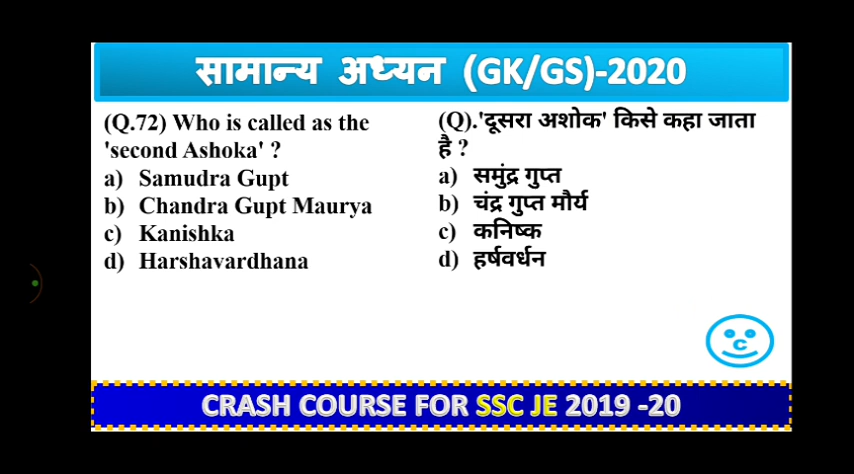 सामान्य अध्यन (GK/GS)-2020
(Q.72) Who is called as the
'second Ashoka' ?
a) Samudra Gupt
b) Chandra Gupt Maurya
c) Kanishka
d) Harshavardhana
(Q).'दूसरा अशोक' किसे कहा जाता
है ?
a) समुंद्र गुप्त
b) चंद्र गुप्त मौर्य
c) कनिष्क
d) हर्षवर्धन
C
CRASH COURSE FOR SSC JE 2019 -20